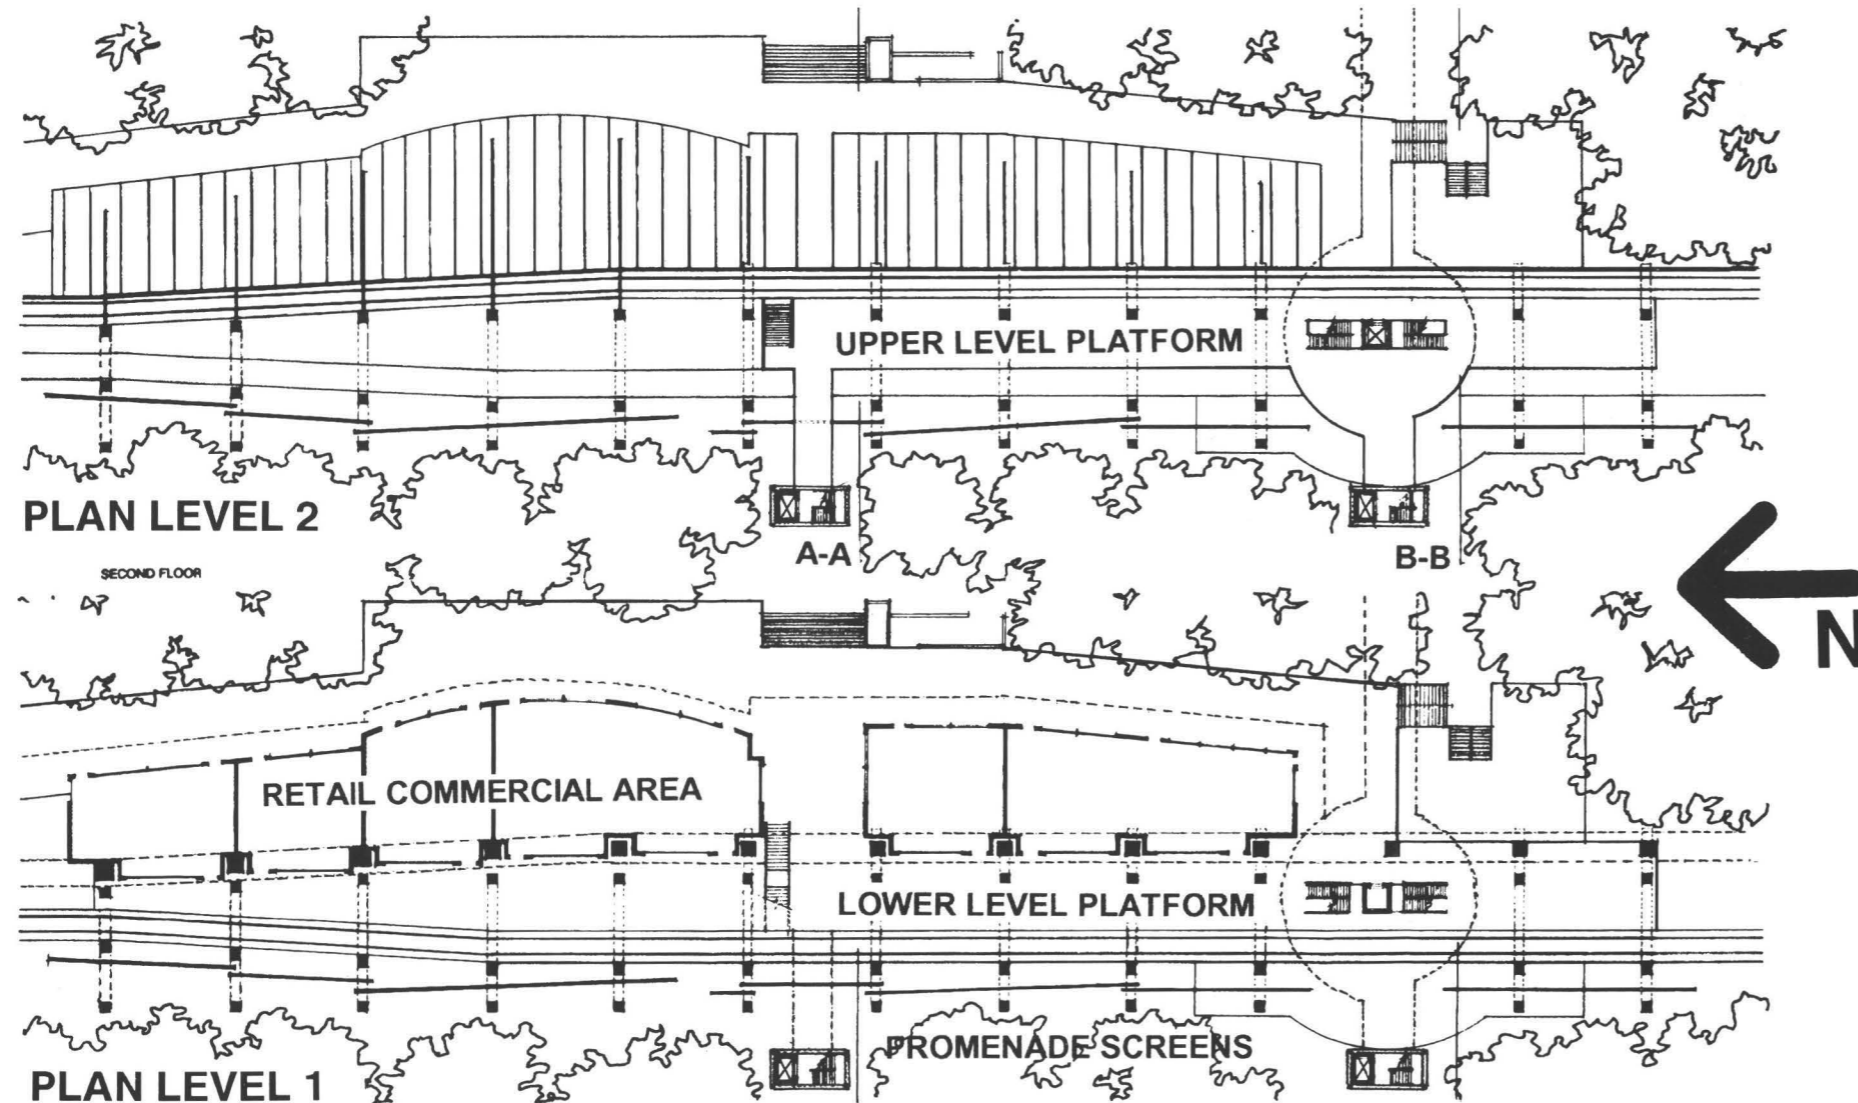 UPPER LEVEL PLATFORM
PLAN LEVEL 2
A-A
B-B
SECOND FLOOR
N
RETAIL COMMERCIAL AREA
LOWER LEVEL PLATFORM
PROMENADE SCREENS
PLAN LEVEL 1